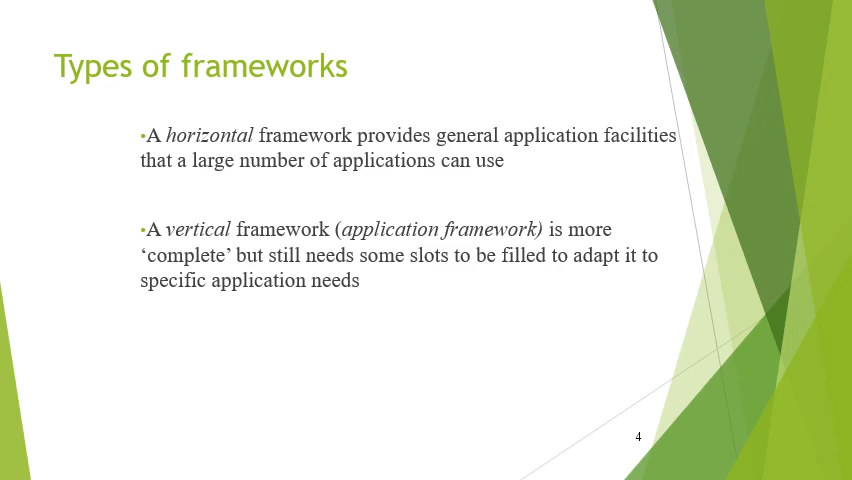 Types of frameworks
•A horizontal framework provides general application facilities
that a large number of applications can use
•A vertical framework (application framework) is more
‘complete’ but still needs some slots to be filled to adapt it to
specific application needs
4